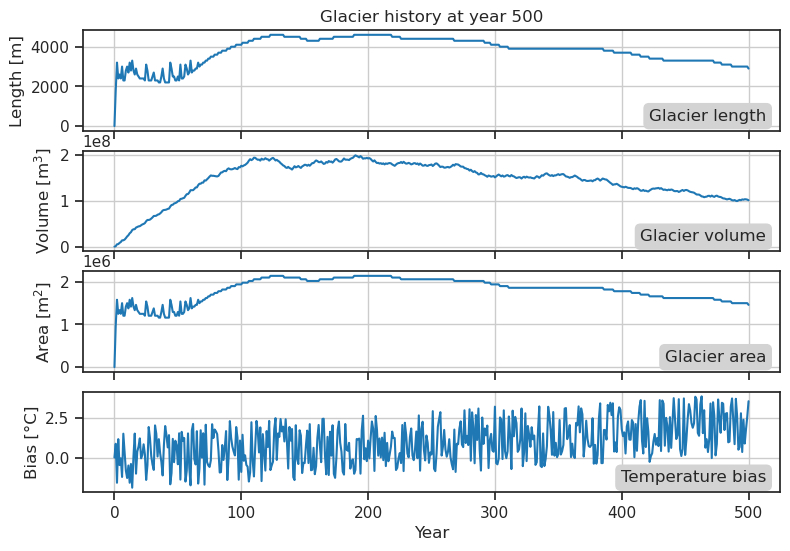 Glacier history at year 500
Length [m]
4000
2000
0
Glacier length
1e8
Volume [m³]
2
1
0
Glacier volume
1e6
Area [m²]
2
1
0
Glacier area
Bias [°C]
2.5
0.0
Temperature bias
0 100 200 300 400 500
Year